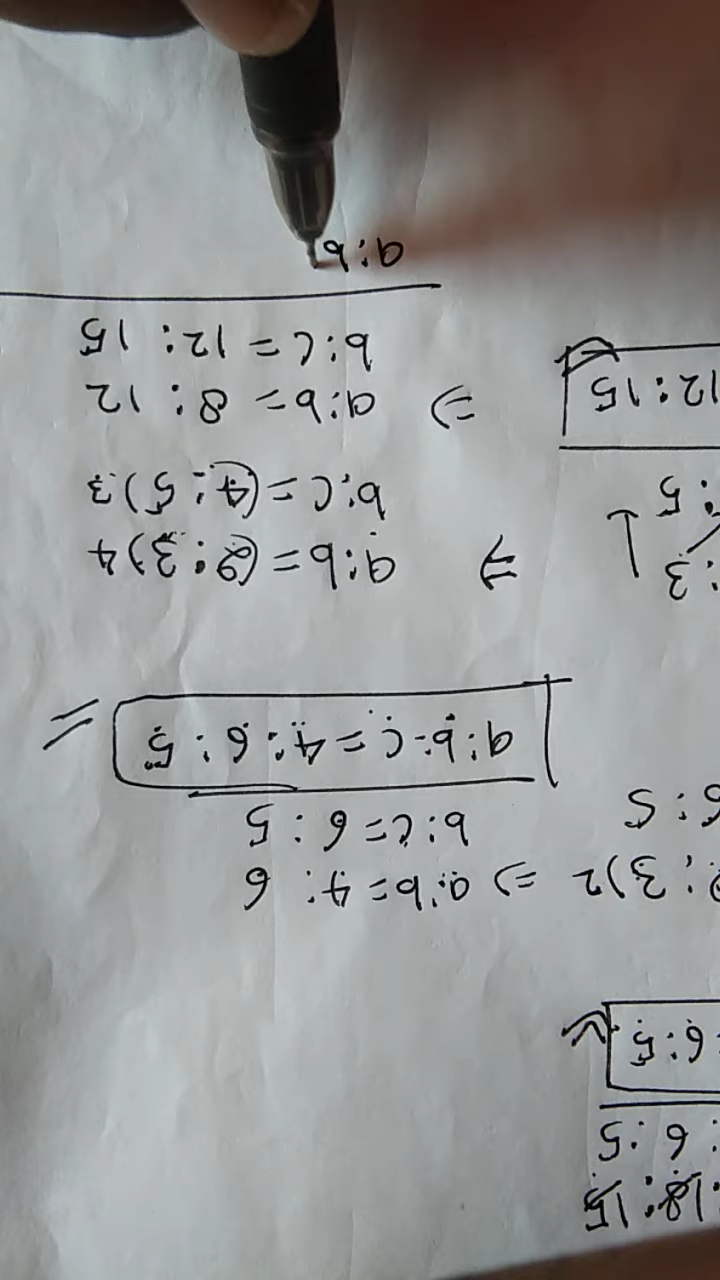 :18:15
: 6:5
= 6:5
2:3)2 ⇒ a:b = 4:6
6:5 b:c = 6:5
a:b:c = 4:6:5 =
:3 ⇒ a:b = (2:3)4
:5 b:c = (4:5)3
12:15 ⇒ a:b = 8:12
b:c = 12:15
a:b